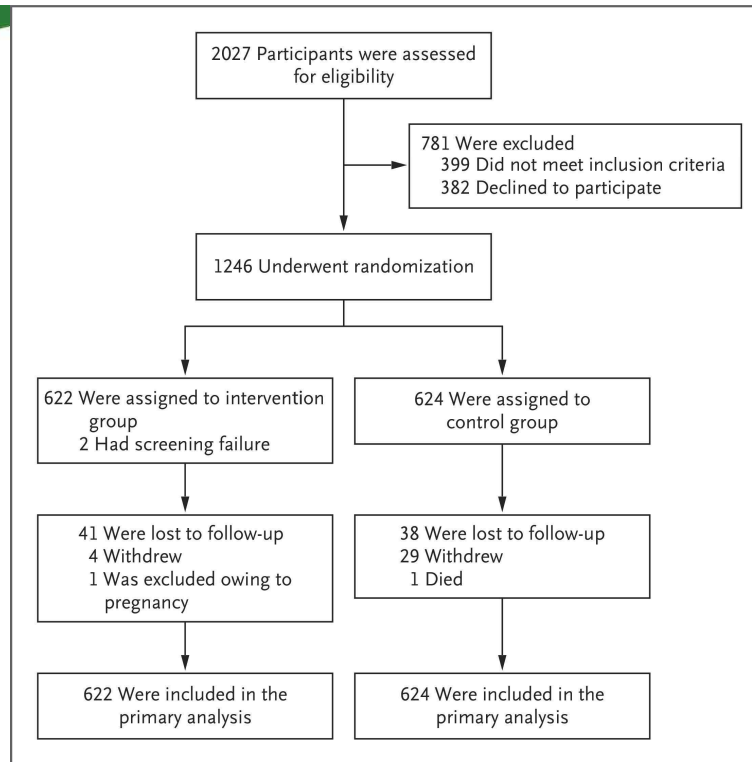 2027 Participants were assessed
for eligibility
781 Were excluded
399 Did not meet inclusion criteria
382 Declined to participate
1246 Underwent randomization
622 Were assigned to intervention
group
2 Had screening failure
624 Were assigned to
control group
41 Were lost to follow-up
4 Withdrew
1 Was excluded owing to
pregnancy
38 Were lost to follow-up
29 Withdrew
1 Died
622 Were included in the
primary analysis
624 Were included in the
primary analysis